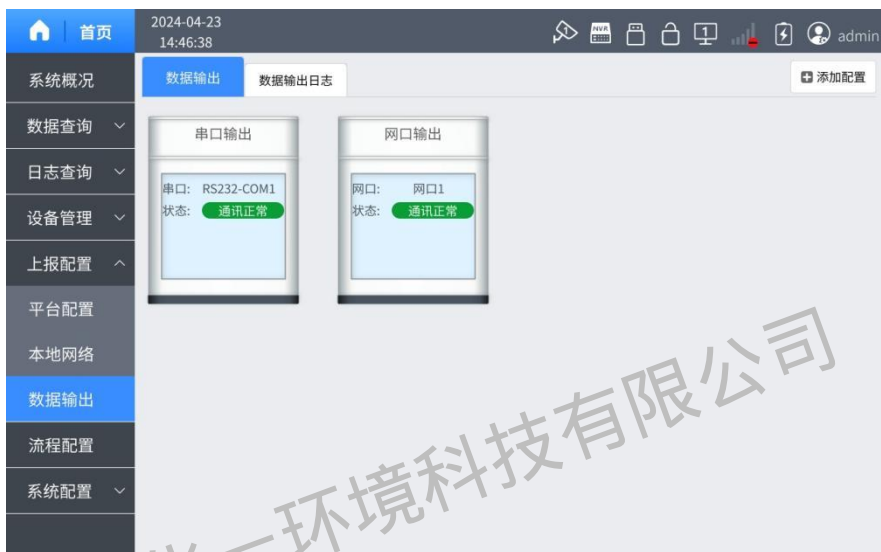 首页
2024-04-23
14:46:38
NVR
1
admin
系统概况
数据查询
日志查询
设备管理
上报配置
平台配置
本地网络
数据输出
流程配置
系统配置
数据输出
数据输出日志
添加配置
串口输出
串口: RS232-COM1
状态: 通讯正常
网口输出
网口: 网口1
状态: 通讯正常
一环境科技有限公司